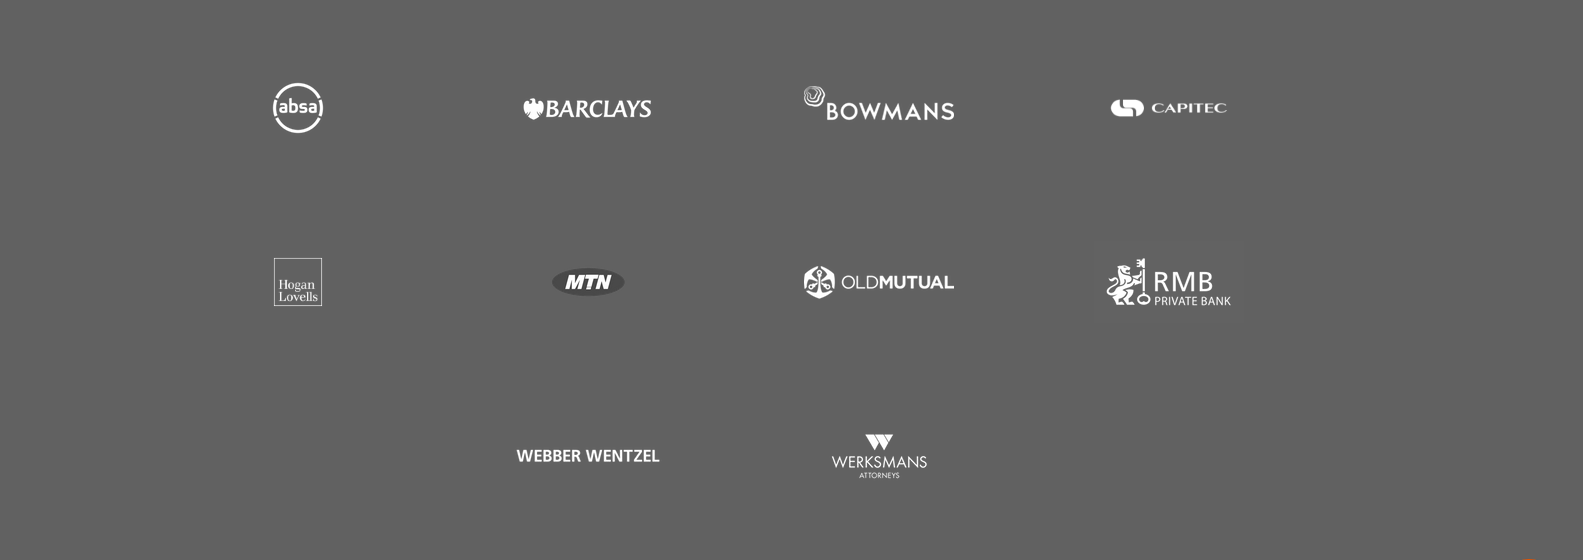 absa
BARCLAYS
BOWMANS
CAPITEC
Hogan
Lovells
MTN
OLDMUTUAL
RMB
PRIVATE BANK
WEBBER WENTZEL
WERKSMANS
ATTORNEYS